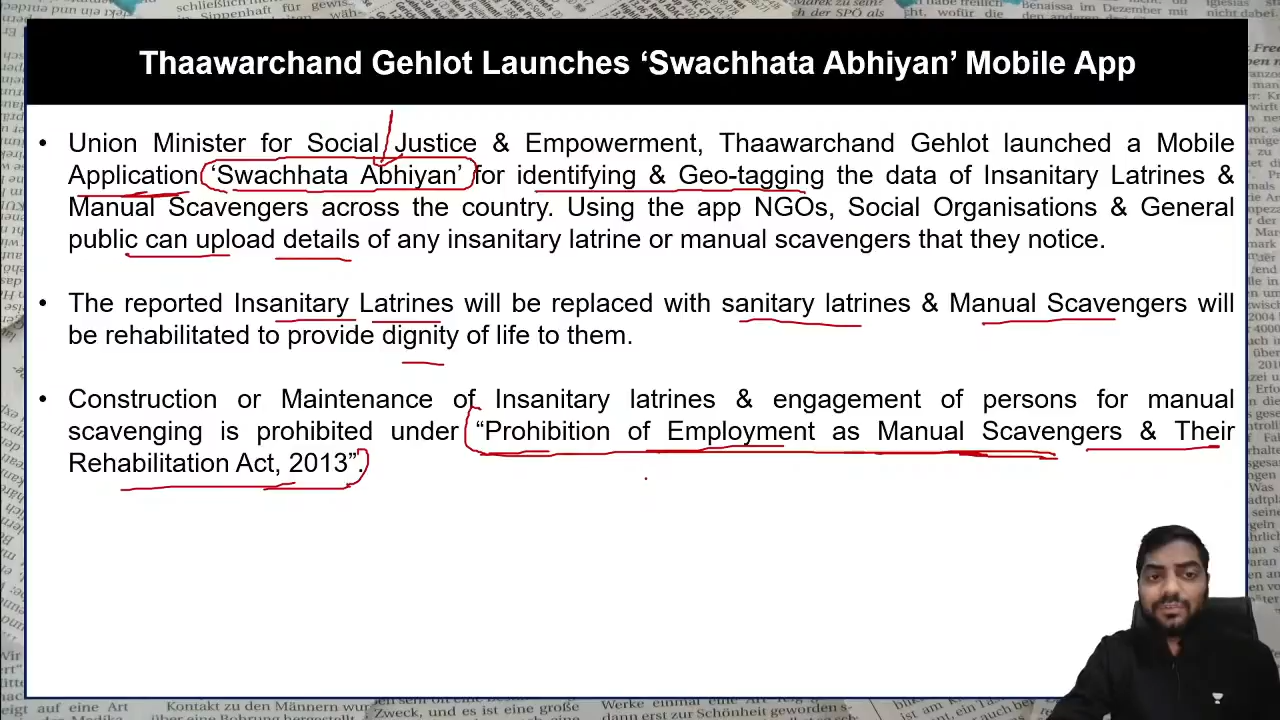 Thaawarchand Gehlot Launches ‘Swachhata Abhiyan’ Mobile App
• Union Minister for Social Justice & Empowerment, Thaawarchand Gehlot launched a Mobile
Application ‘Swachhata Abhiyan’ for identifying & Geo-tagging the data of Insanitary Latrines &
Manual Scavengers across the country. Using the app NGOs, Social Organisations & General
public can upload details of any insanitary latrine or manual scavengers that they notice.
• The reported Insanitary Latrines will be replaced with sanitary latrines & Manual Scavengers will
be rehabilitated to provide dignity of life to them.
• Construction or Maintenance of Insanitary latrines & engagement of persons for manual
scavenging is prohibited under “Prohibition of Employment as Manual Scavengers & Their
Rehabilitation Act, 2013”.